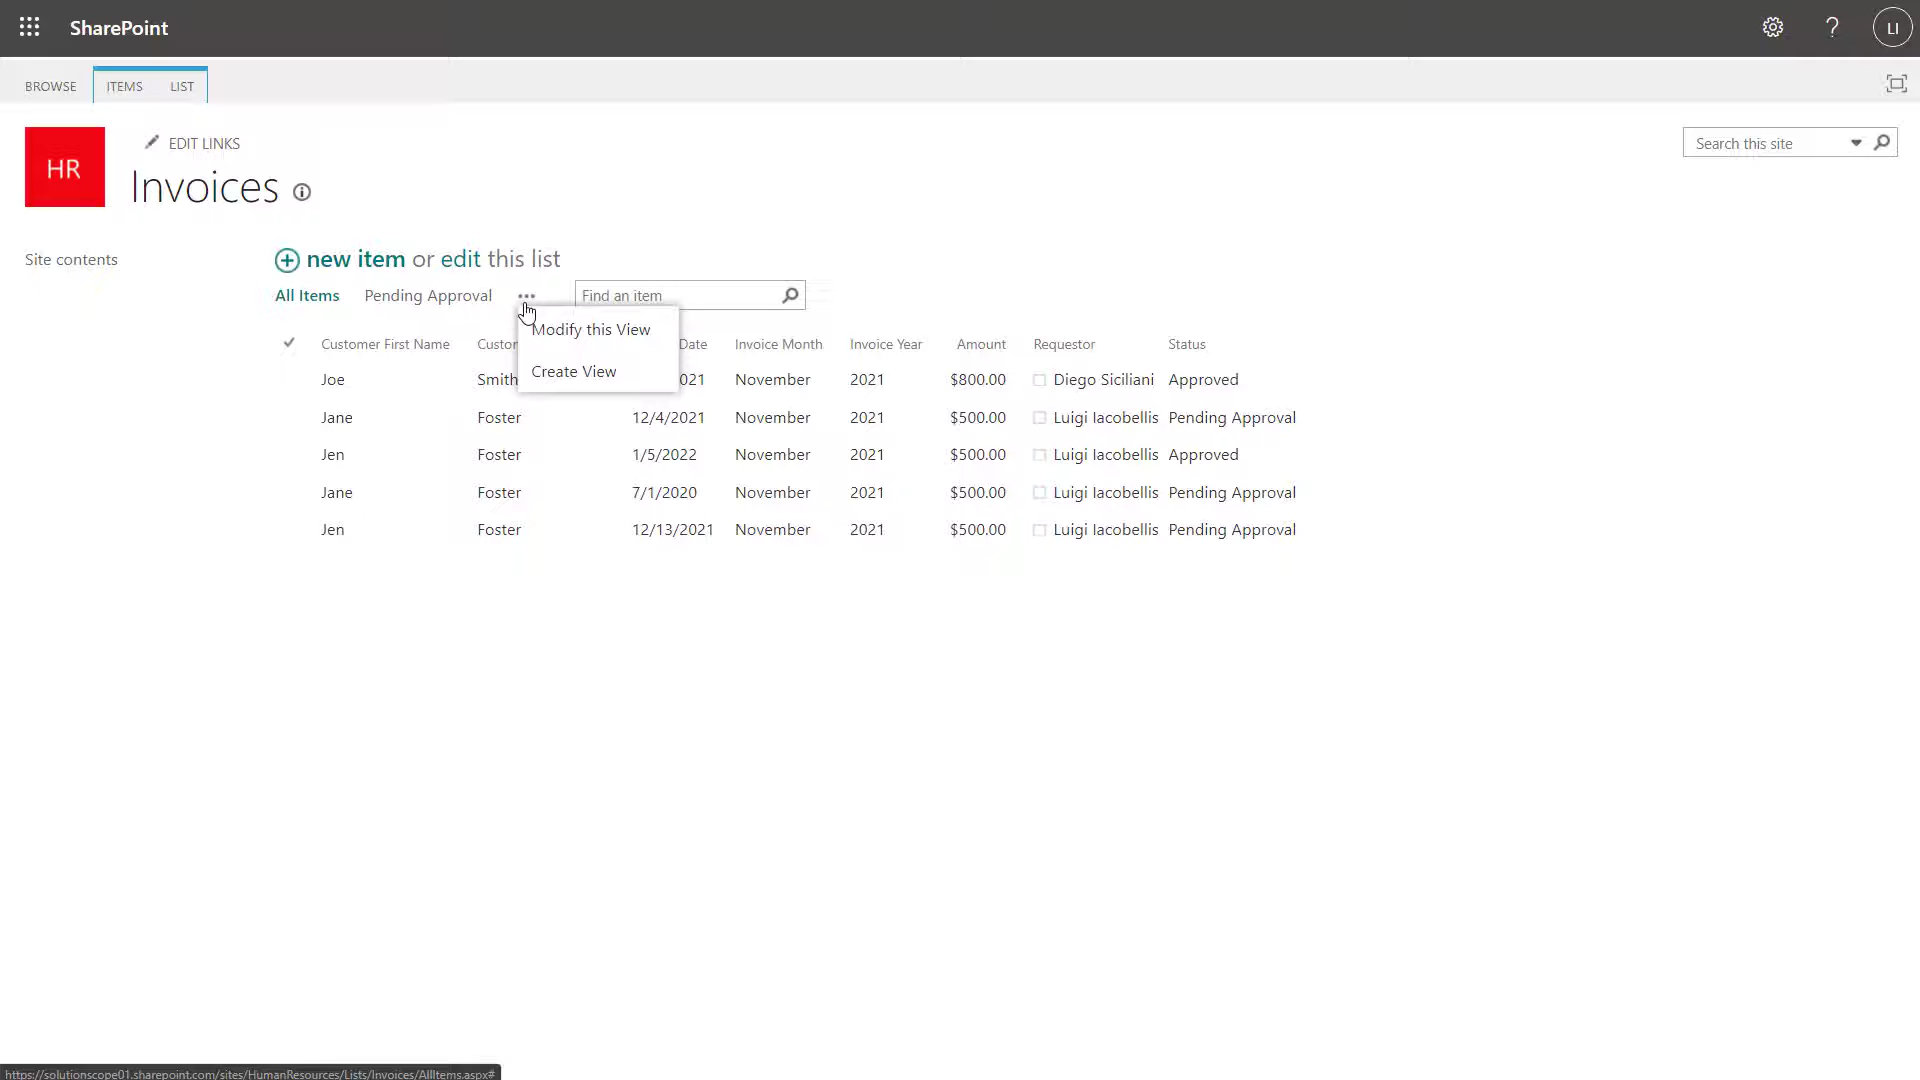 SharePoint
LI
BROWSE ITEMS LIST
HR
EDIT LINKS
Search this site
Invoices
Site contents
new item or edit this list
All Items Pending Approval ... Find an item
Modify this View
Create View
Customer First Name Custor Date Invoice Month Invoice Year Amount Requestor Status
Joe Smith 021 November 2021 $800.00 Diego Siciliani Approved
Jane Foster 12/4/2021 November 2021 $500.00 Luigi Iacobellis Pending Approval
Jen Foster 1/5/2022 November 2021 $500.00 Luigi Iacobellis Approved
Jane Foster 7/1/2020 November 2021 $500.00 Luigi Iacobellis Pending Approval
Jen Foster 12/13/2021 November 2021 $500.00 Luigi Iacobellis Pending Approval
https://solutionscope01.sharepoint.com/sites/HumanResources/Lists/Invoices/AllItems.aspx#